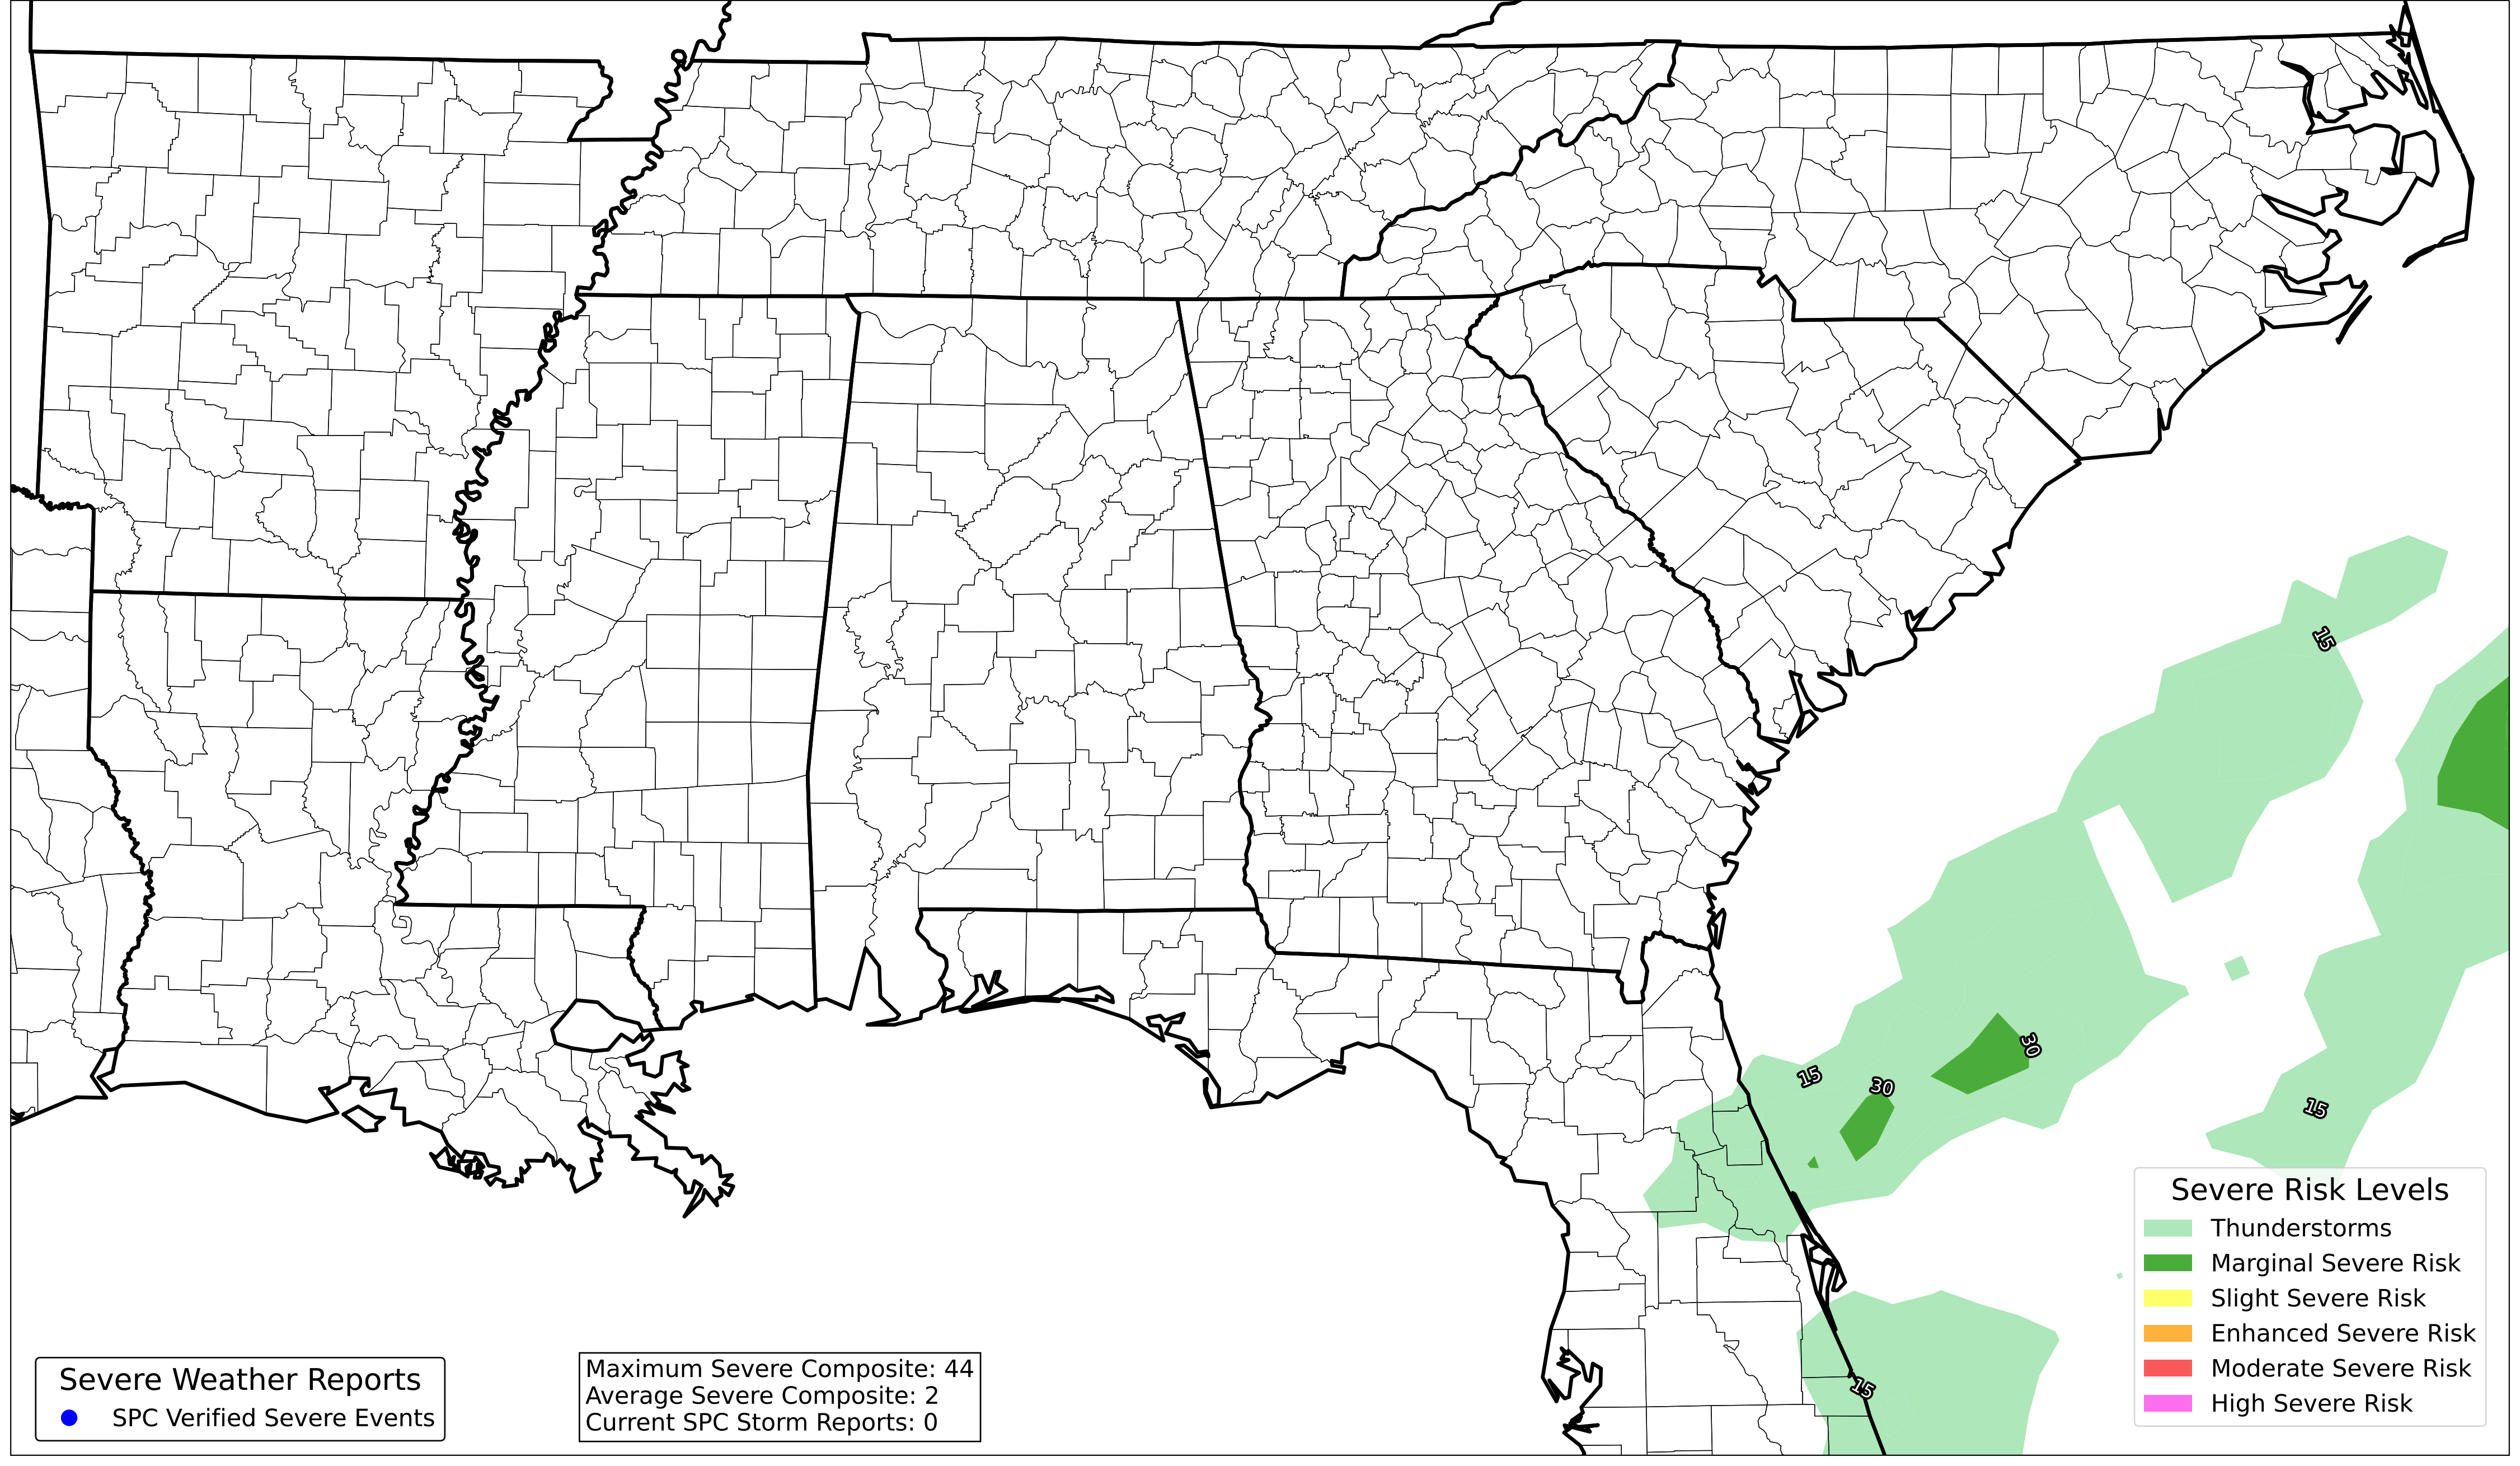 15
15
30
30
15
15
15
Severe Risk Levels
Thunderstorms
Marginal Severe Risk
Slight Severe Risk
Enhanced Severe Risk
Moderate Severe Risk
High Severe Risk
Severe Weather Reports
SPC Verified Severe Events
Maximum Severe Composite: 44
Average Severe Composite: 2
Current SPC Storm Reports: 0